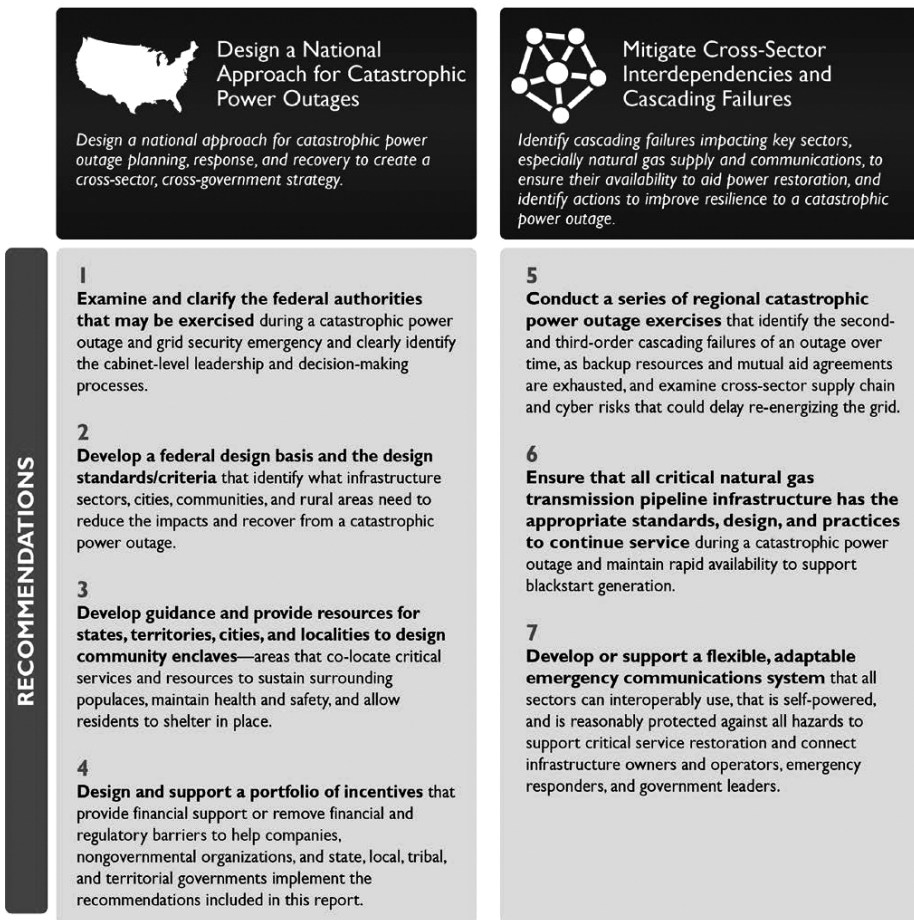 Design a National
Approach for Catastrophic
Power Outages
Design a national approach for catastrophic power
outage planning, response, and recovery to create a
cross-sector, cross-government strategy.
Mitigate Cross-Sector
Interdependencies and
Cascading Failures
Identify cascading failures impacting key sectors,
especially natural gas supply and communications, to
ensure their availability to aid power restoration, and
identify actions to improve resilience to a catastrophic
power outage.
RECOMMENDATIONS
1
Examine and clarify the federal authorities
that may be exercised during a catastrophic power
outage and grid security emergency and clearly identify
the cabinet-level leadership and decision-making
processes.
2
Develop a federal design basis and the design
standards/criteria that identify what infrastructure
sectors, cities, communities, and rural areas need to
reduce the impacts and recover from a catastrophic
power outage.
3
Develop guidance and provide resources for
states, territories, cities, and localities to design
community enclaves—areas that co-locate critical
services and resources to sustain surrounding
populaces, maintain health and safety, and allow
residents to shelter in place.
4
Design and support a portfolio of incentives that
provide financial support or remove financial and
regulatory barriers to help companies,
nongovernmental organizations, and state, local, tribal,
and territorial governments implement the
recommendations included in this report.
5
Conduct a series of regional catastrophic
power outage exercises that identify the second-
and third-order cascading failures of an outage over
time, as backup resources and mutual aid agreements
are exhausted, and examine cross-sector supply chain
and cyber risks that could delay re-energizing the grid.
6
Ensure that all critical natural gas
transmission pipeline infrastructure has the
appropriate standards, design, and practices
to continue service during a catastrophic power
outage and maintain rapid availability to support
blackstart generation.
7
Develop or support a flexible, adaptable
emergency communications system that all
sectors can interoperably use, that is self-powered,
and is reasonably protected against all hazards to
support critical service restoration and connect
infrastructure owners and operators, emergency
responders, and government leaders.